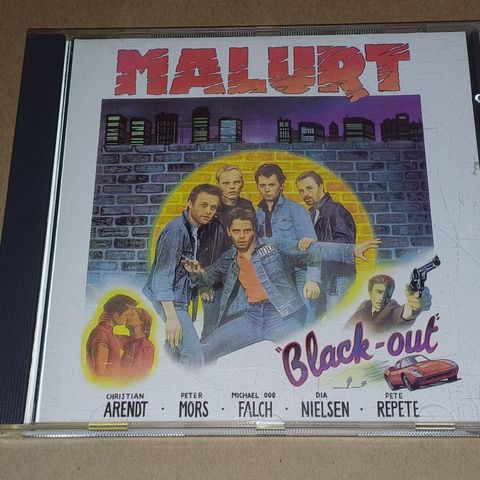 MALURT
"Black-out"
CHRISTIAN PETER MICHAEL OOO DIA PETE
ARENDT · MORS · FALCH · NIELSEN · REPETE